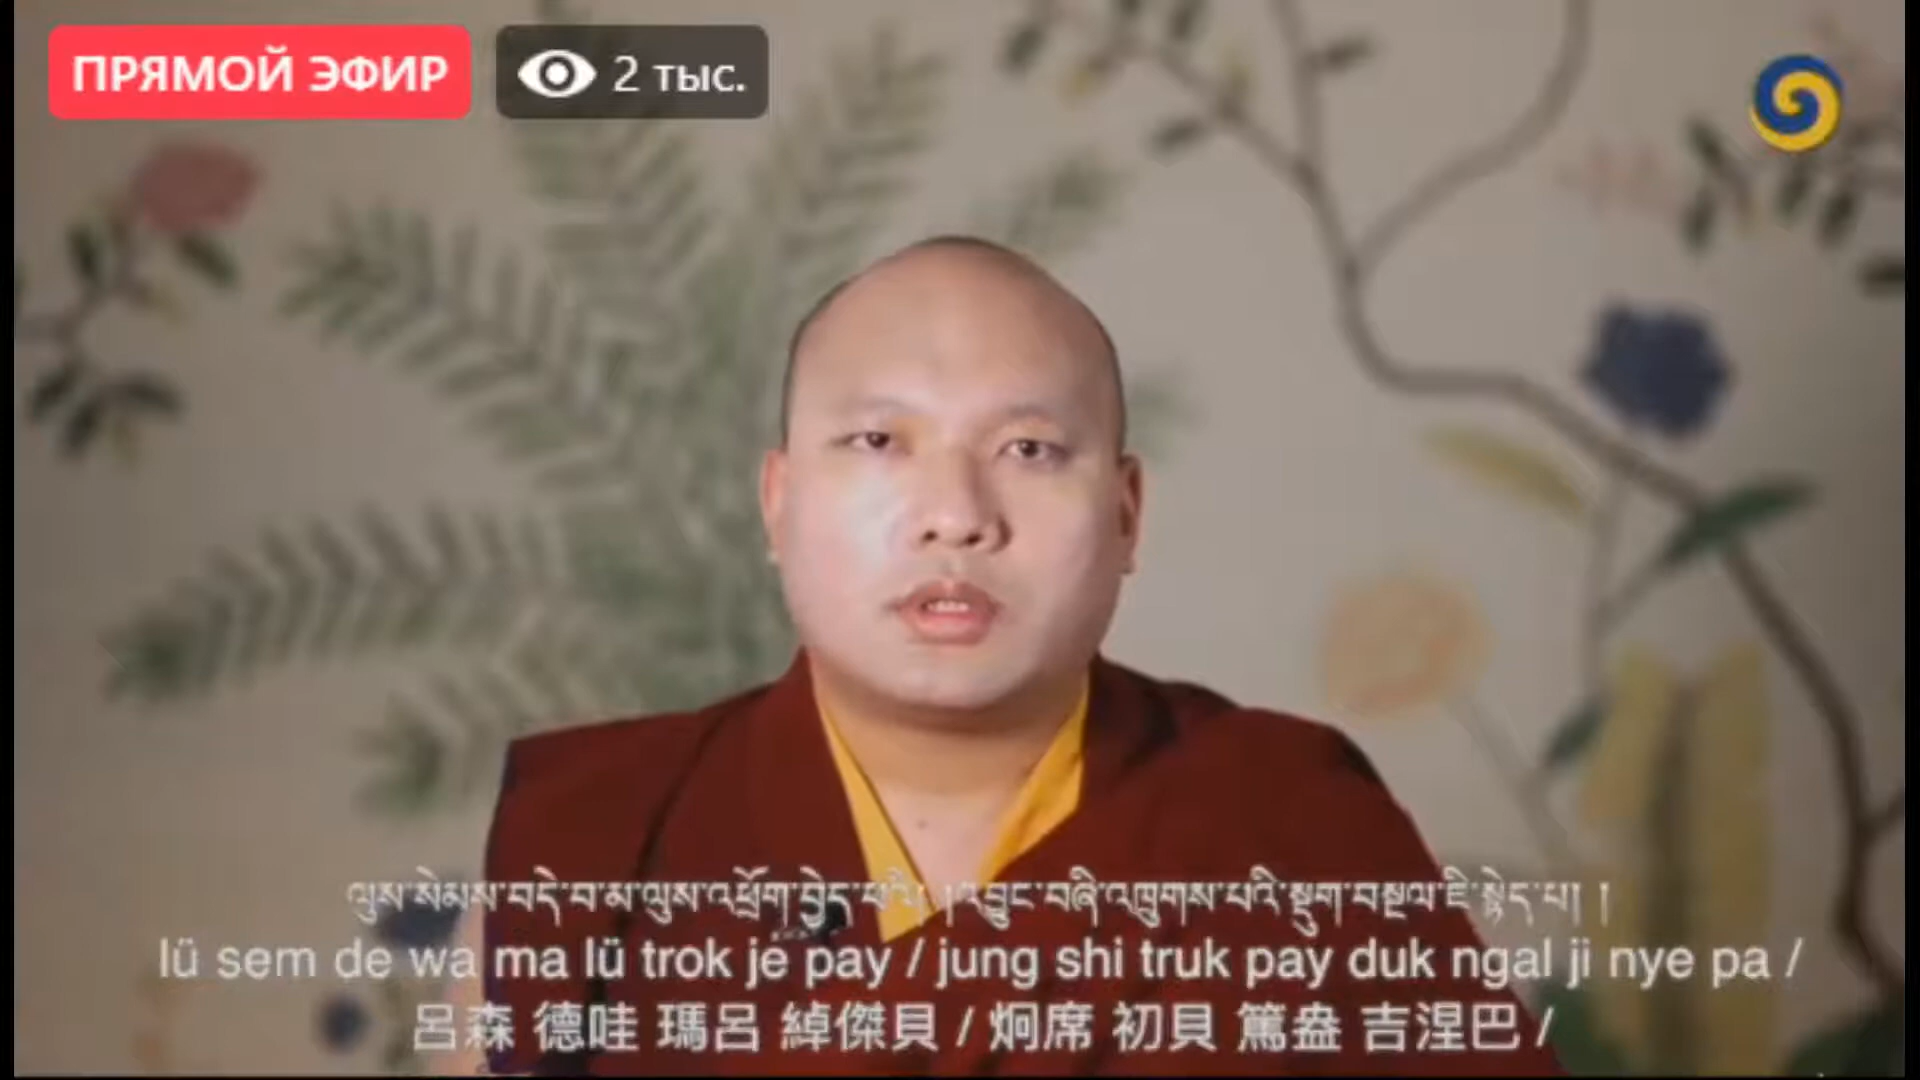 ПРЯМОЙ ЭФИР 2 тыс.
ལུས་སེམས་བདེ་བ་མ་ལུས་འཕྲོག་བྱེད་པའི། །འབྱུང་བཞི་འཁྲུགས་པའི་སྡུག་བསྔལ་ཇི་སྙེད་པ། །
lü sem de wa ma lü trok je pay / jung shi truk pay duk ngal ji nye pa /
呂森 德哇 瑪呂 綽傑貝 / 炯席 初貝 篤盎 吉涅巴 /